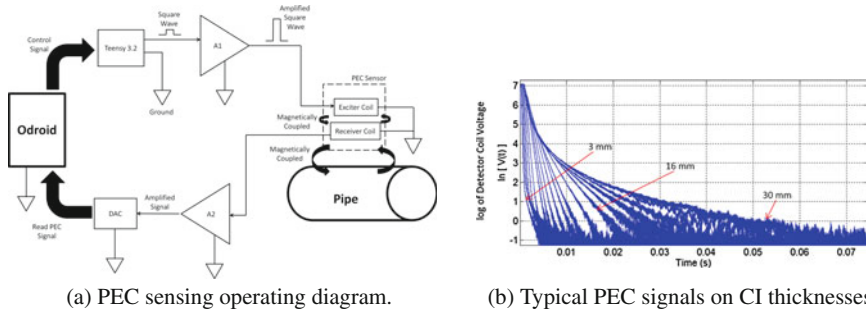 Control
Signal
Square
Wave
Amplified
Square
Wave
Teensy 3.2
A1
Ground
PEC Sensor
Exciter Coil
Magnetically
Coupled
Receiver Coil
Magnetically
Coupled
Odroid
Pipe
Amplified
Signal
DAC
A2
Read PEC
Signal
(a) PEC sensing operating diagram.
log of Detector Coil Voltage
ln [ V(t) ]
7
6
5
4
3
2
1
0
-1
3 mm
16 mm
30 mm
0.01 0.02 0.03 0.04 0.05 0.06 0.07
Time (s)
(b) Typical PEC signals on CI thicknesses